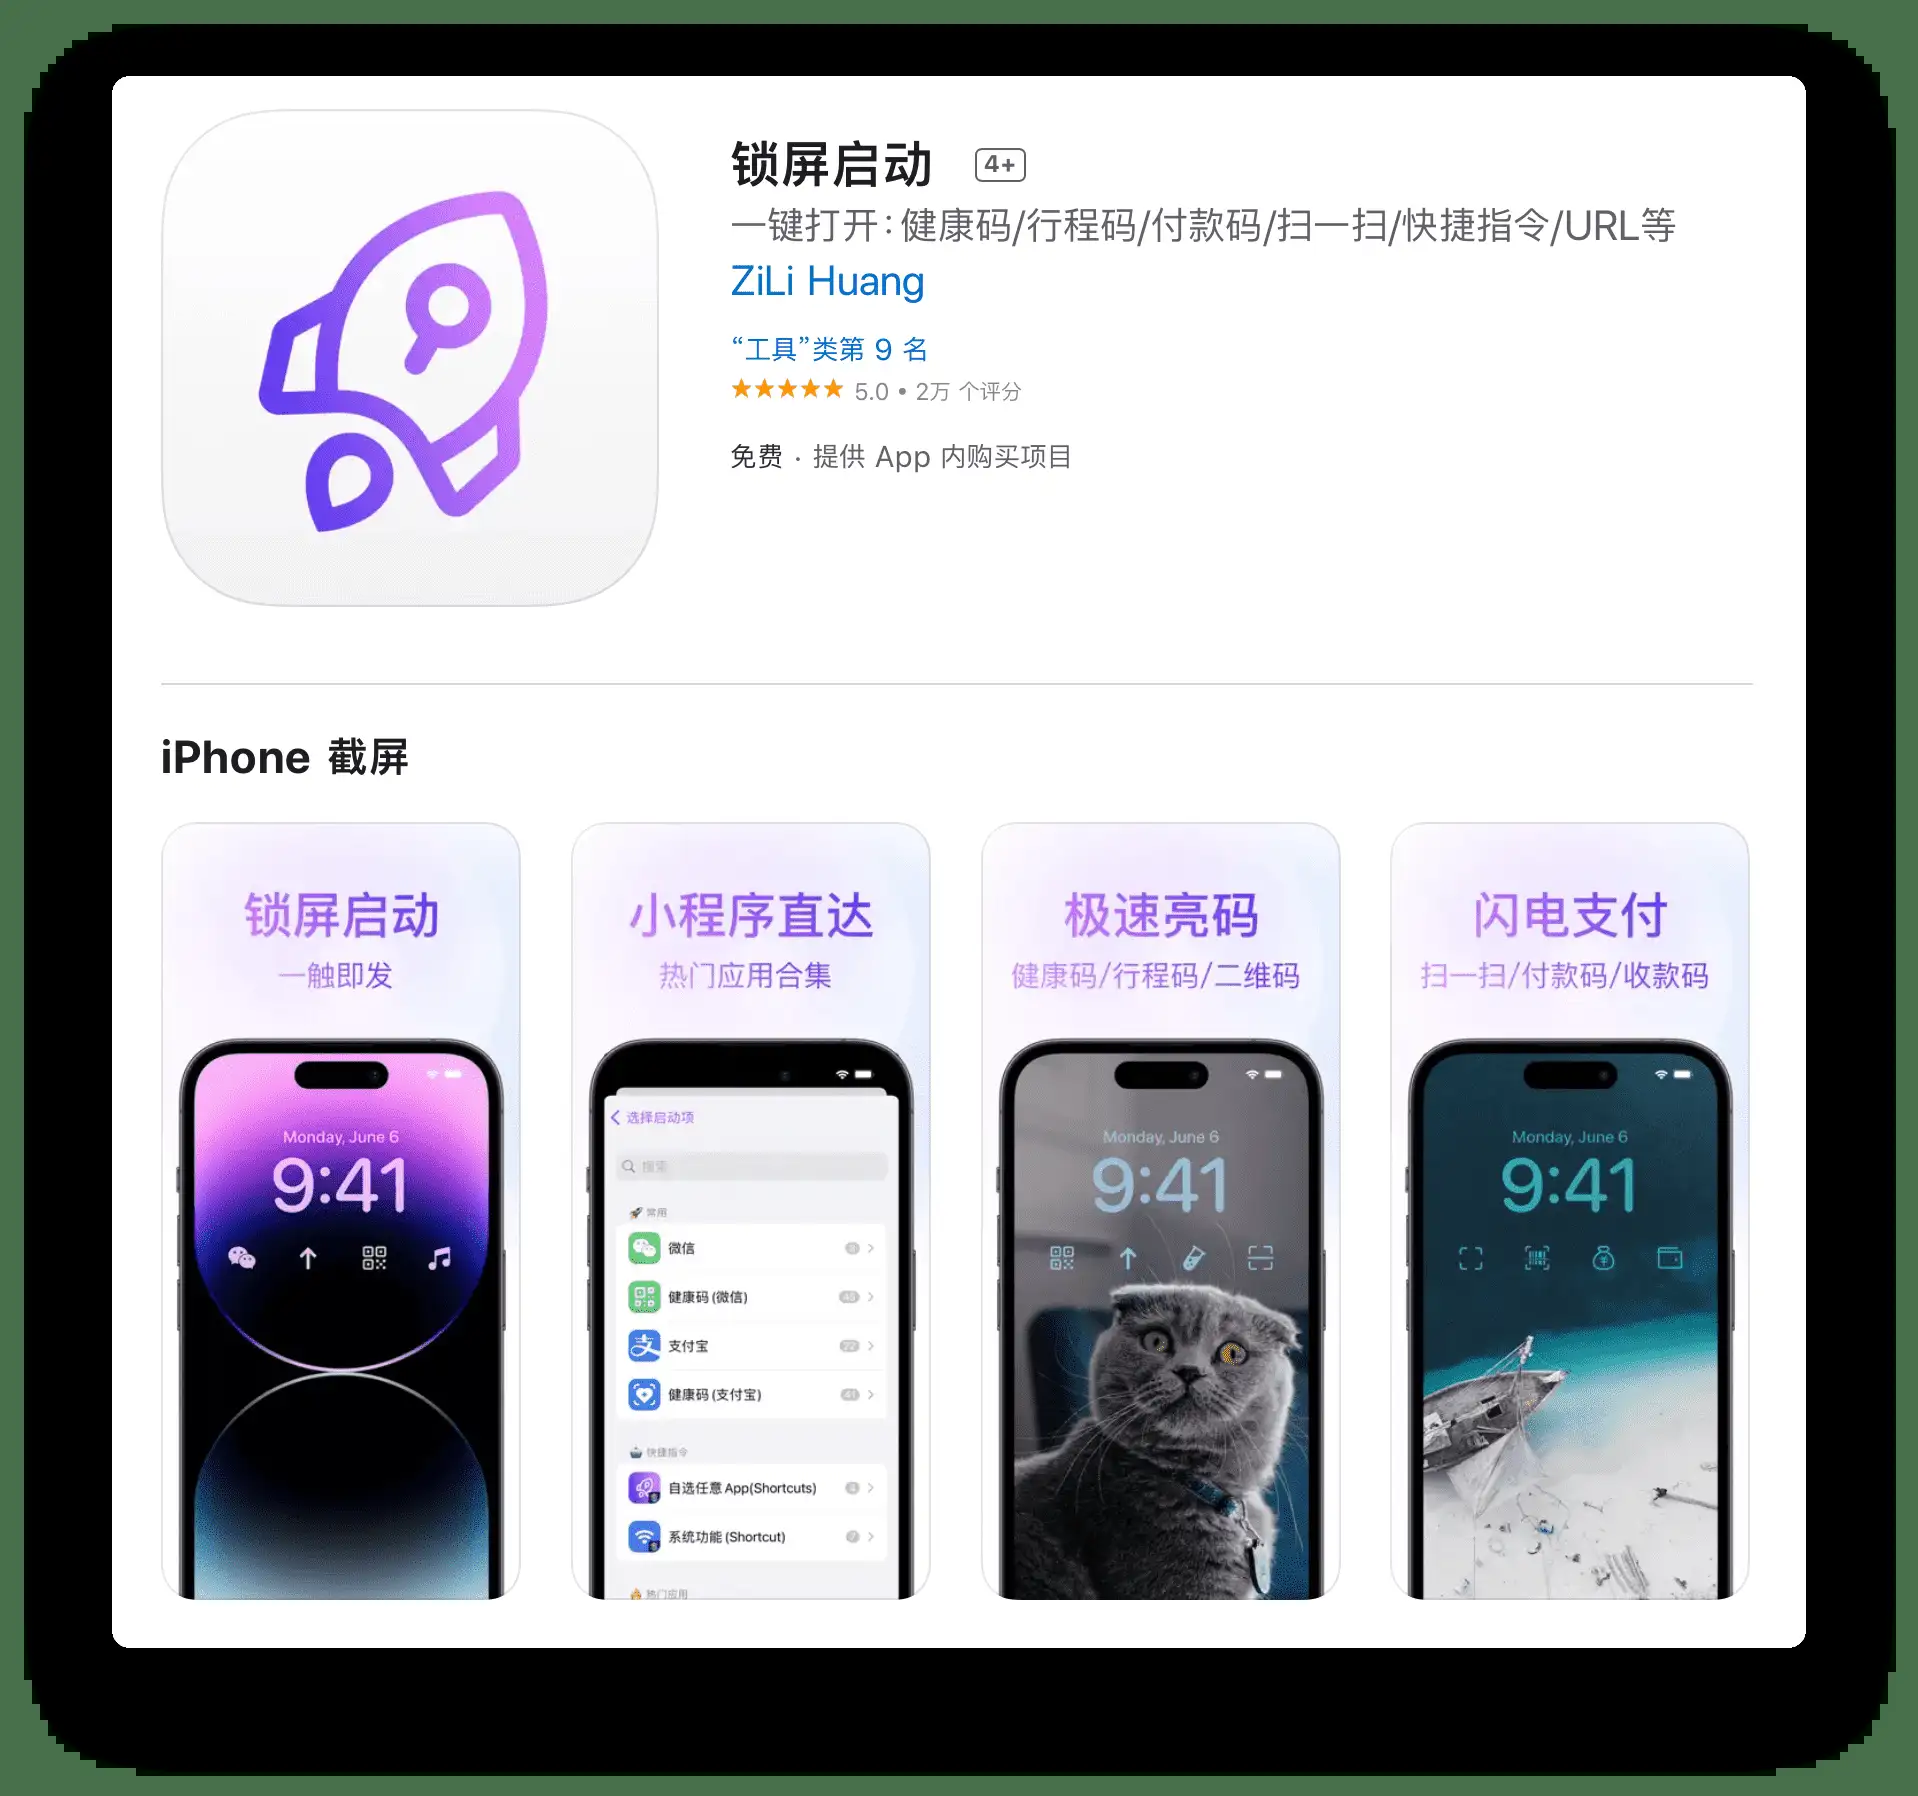 锁屏启动 4+
一键打开:健康码/行程码/付款码/扫一扫/快捷指令/URL等
ZiLi Huang
“工具”类第 9 名
5.0 • 2万 个评分
免费 · 提供 App 内购买项目
iPhone 截屏
锁屏启动
一触即发
Monday, June 6
9:41
小程序直达
热门应用合集
选择启动项
搜索
常用
微信
健康码 (微信)
支付宝
健康码 (支付宝)
快捷指令
自选任意 App(Shortcuts)
系统功能 (Shortcut)
热门应用
极速亮码
健康码/行程码/二维码
Monday, June 6
9:41
闪电支付
扫一扫/付款码/收款码
Monday, June 6
9:41